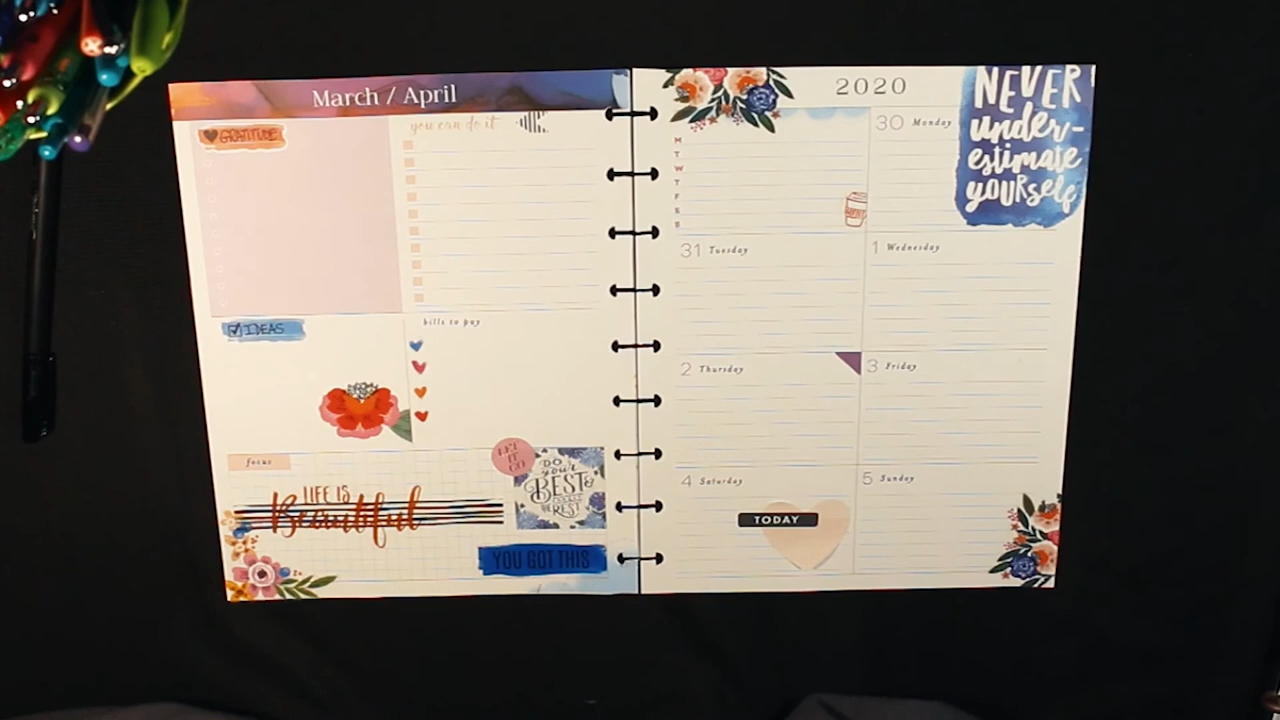 March / April
GRATITUDE
you can do it
IDEAS
bills to pay
focus
LIFE IS
Beautiful
LET
IT
GO
DO
your
BEST &
THE REST
YOU GOT THIS
2020
NEVER
under-
estimate
yourself
M
T
W
T
F
S
S
30 Monday
31 Tuesday
1 Wednesday
2 Thursday
3 Friday
4 Saturday
5 Sunday
TODAY